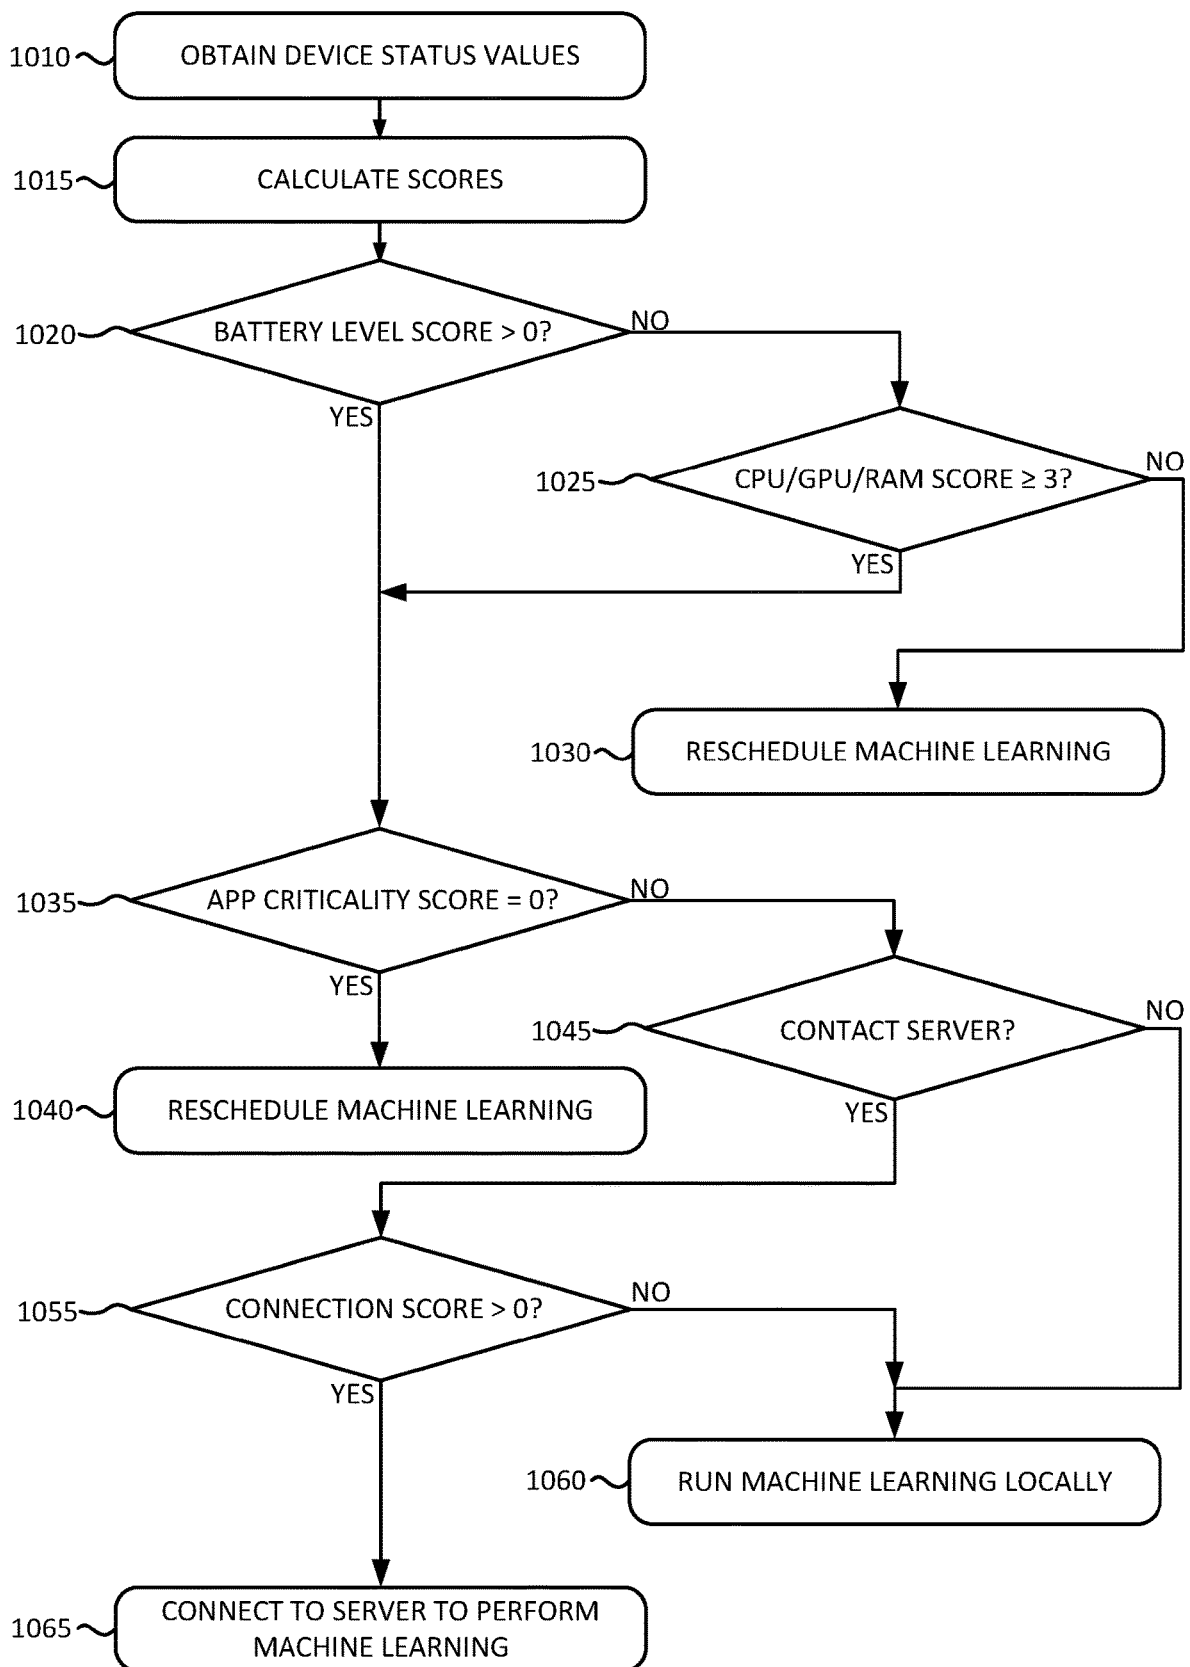 1010
OBTAIN DEVICE STATUS VALUES
1015
CALCULATE SCORES
1020
BATTERY LEVEL SCORE > 0?
NO
YES
1025
CPU/GPU/RAM SCORE ≥ 3?
NO
YES
1030
RESCHEDULE MACHINE LEARNING
1035
APP CRITICALITY SCORE = 0?
NO
YES
1040
RESCHEDULE MACHINE LEARNING
1045
CONTACT SERVER?
NO
YES
1055
CONNECTION SCORE > 0?
NO
YES
1060
RUN MACHINE LEARNING LOCALLY
1065
CONNECT TO SERVER TO PERFORM
MACHINE LEARNING